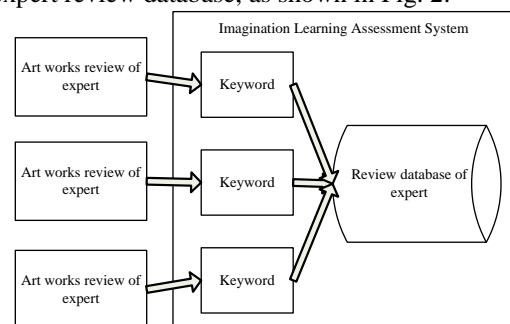 expert review database, as shown in Fig. 2.
Imagination Learning Assessment System
Art works review of
expert
Keyword
Art works review of
expert
Keyword
Review database of
expert
Art works review of
expert
Keyword